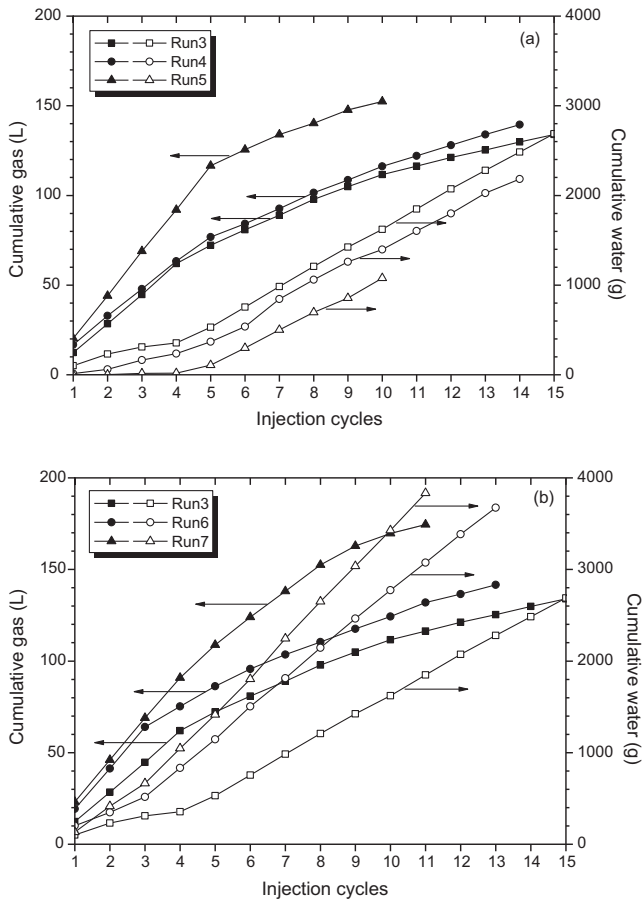 200
150
100
50
0
Cumulative gas (L)
Run3
Run4
Run5
(a)
4000
3000
2000
1000
0
Cumulative water (g)
1 2 3 4 5 6 7 8 9 10 11 12 13 14 15
Injection cycles
200
150
100
50
0
Cumulative gas (L)
Run3
Run6
Run7
(b)
4000
3000
2000
1000
0
Cumulative water (g)
1 2 3 4 5 6 7 8 9 10 11 12 13 14 15
Injection cycles